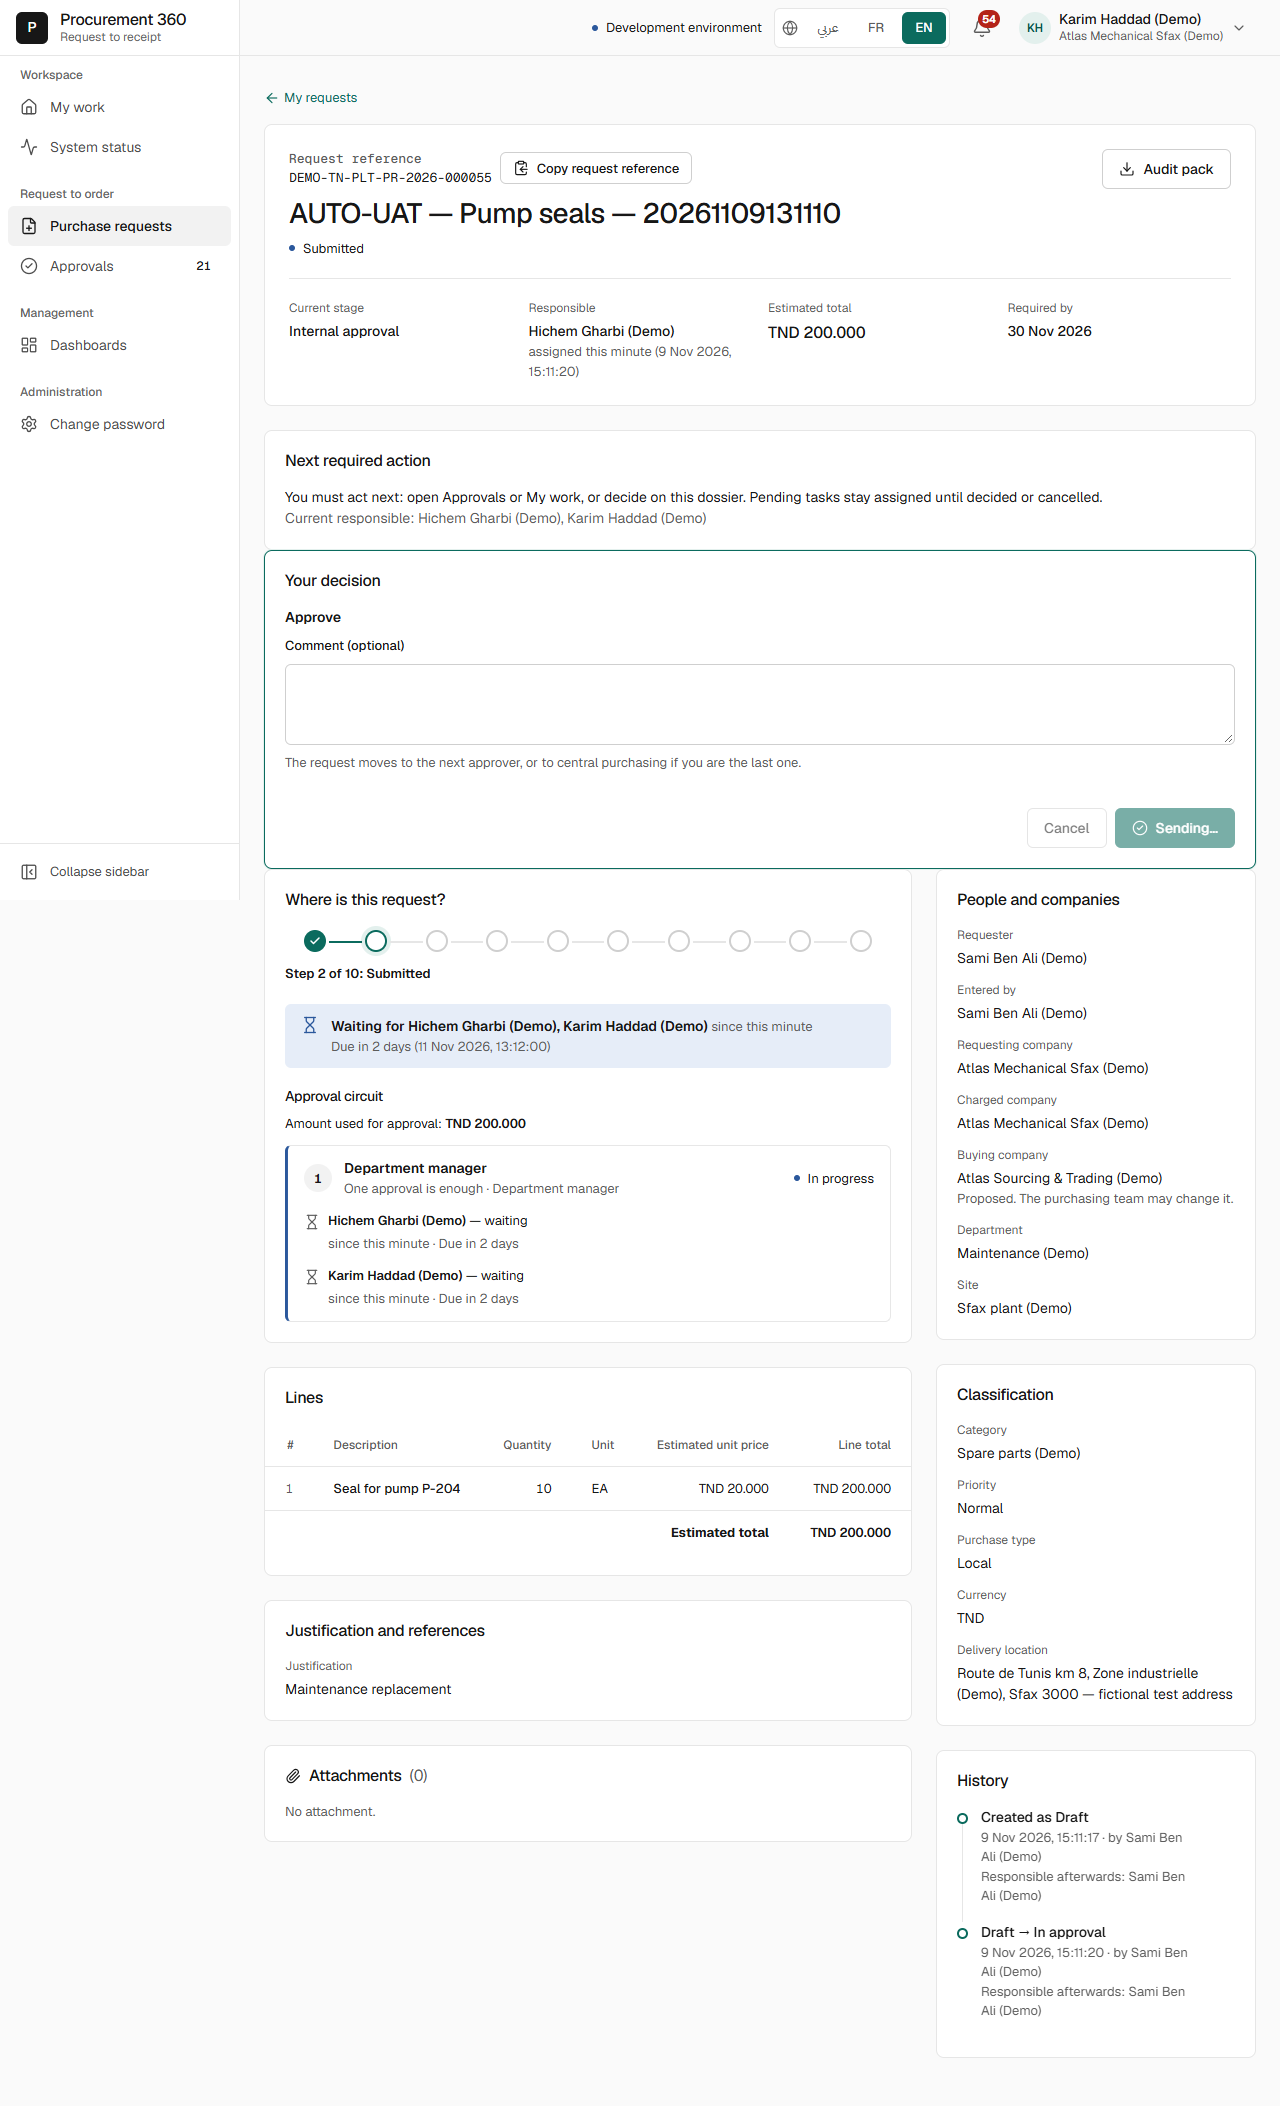 P
Procurement 360
Request to receipt
Development environment
عربي
FR
EN
54
KH
Karim Haddad (Demo)
Atlas Mechanical Sfax (Demo)
Workspace
My work
System status
Request to order
Purchase requests
Approvals
21
Management
Dashboards
Administration
Change password
Collapse sidebar
My requests
Request reference
DEMO-TN-PLT-PR-2026-000055
Copy request reference
Audit pack
AUTO-UAT — Pump seals — 20261109131110
Submitted
Current stage
Internal approval
Responsible
Hichem Gharbi (Demo)
assigned this minute (9 Nov 2026,
15:11:20)
Estimated total
TND 200.000
Required by
30 Nov 2026
Next required action
You must act next: open Approvals or My work, or decide on this dossier. Pending tasks stay assigned until decided or cancelled.
Current responsible: Hichem Gharbi (Demo), Karim Haddad (Demo)
Your decision
Approve
Comment (optional)
The request moves to the next approver, or to central purchasing if you are the last one.
Cancel
Sending…
Where is this request?
Step 2 of 10: Submitted
Waiting for Hichem Gharbi (Demo), Karim Haddad (Demo) since this minute
Due in 2 days (11 Nov 2026, 13:12:00)
Approval circuit
Amount used for approval: TND 200.000
1
Department manager
One approval is enough · Department manager
In progress
Hichem Gharbi (Demo) — waiting
since this minute · Due in 2 days
Karim Haddad (Demo) — waiting
since this minute · Due in 2 days
Lines
# Description Quantity Unit Estimated unit price Line total
1 Seal for pump P-204 10 EA TND 20.000 TND 200.000
Estimated total TND 200.000
Justification and references
Justification
Maintenance replacement
Attachments (0)
No attachment.
People and companies
Requester
Sami Ben Ali (Demo)
Entered by
Sami Ben Ali (Demo)
Requesting company
Atlas Mechanical Sfax (Demo)
Charged company
Atlas Mechanical Sfax (Demo)
Buying company
Atlas Sourcing & Trading (Demo)
Proposed. The purchasing team may change it.
Department
Maintenance (Demo)
Site
Sfax plant (Demo)
Classification
Category
Spare parts (Demo)
Priority
Normal
Purchase type
Local
Currency
TND
Delivery location
Route de Tunis km 8, Zone industrielle
(Demo), Sfax 3000 — fictional test address
History
Created as Draft
9 Nov 2026, 15:11:17 · by Sami Ben
Ali (Demo)
Responsible afterwards: Sami Ben
Ali (Demo)
Draft → In approval
9 Nov 2026, 15:11:20 · by Sami Ben
Ali (Demo)
Responsible afterwards: Sami Ben
Ali (Demo)